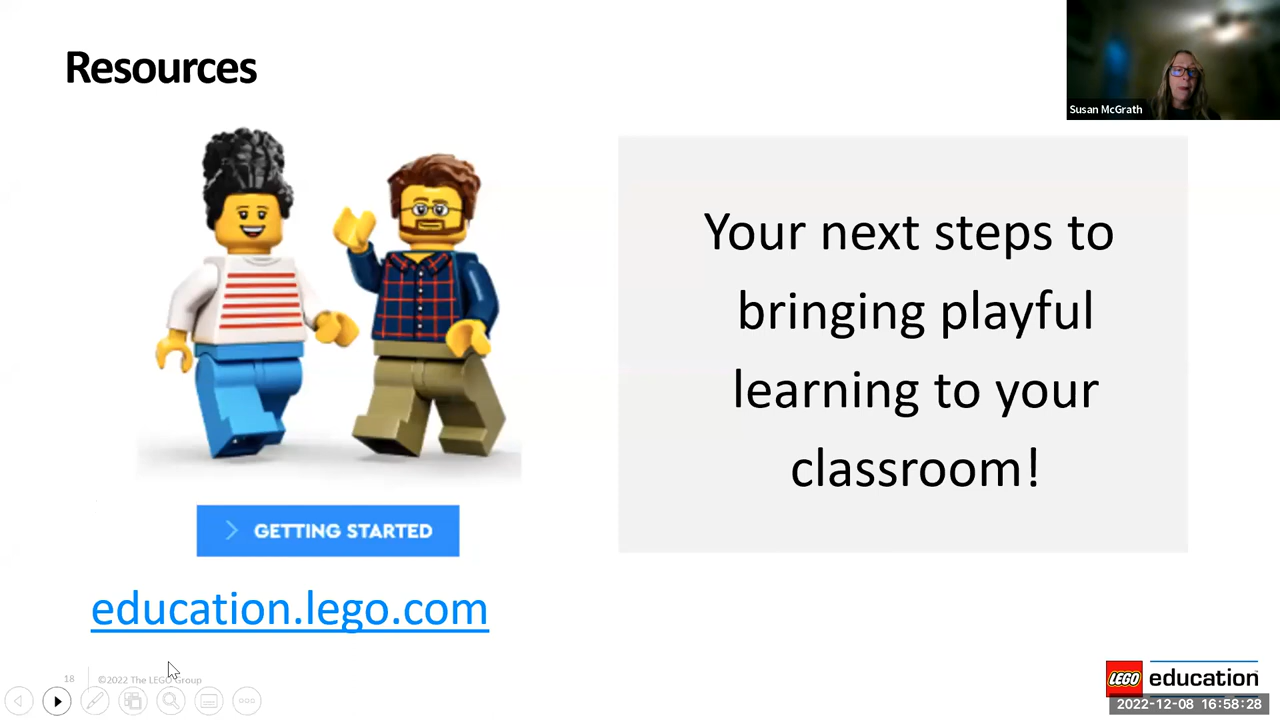 Resources
Susan McGrath
Your next steps to
bringing playful
learning to your
classroom!
GETTING STARTED
education.lego.com
18
©2022 The LEGO Group
LEGO education
2022-12-08 16:58:28